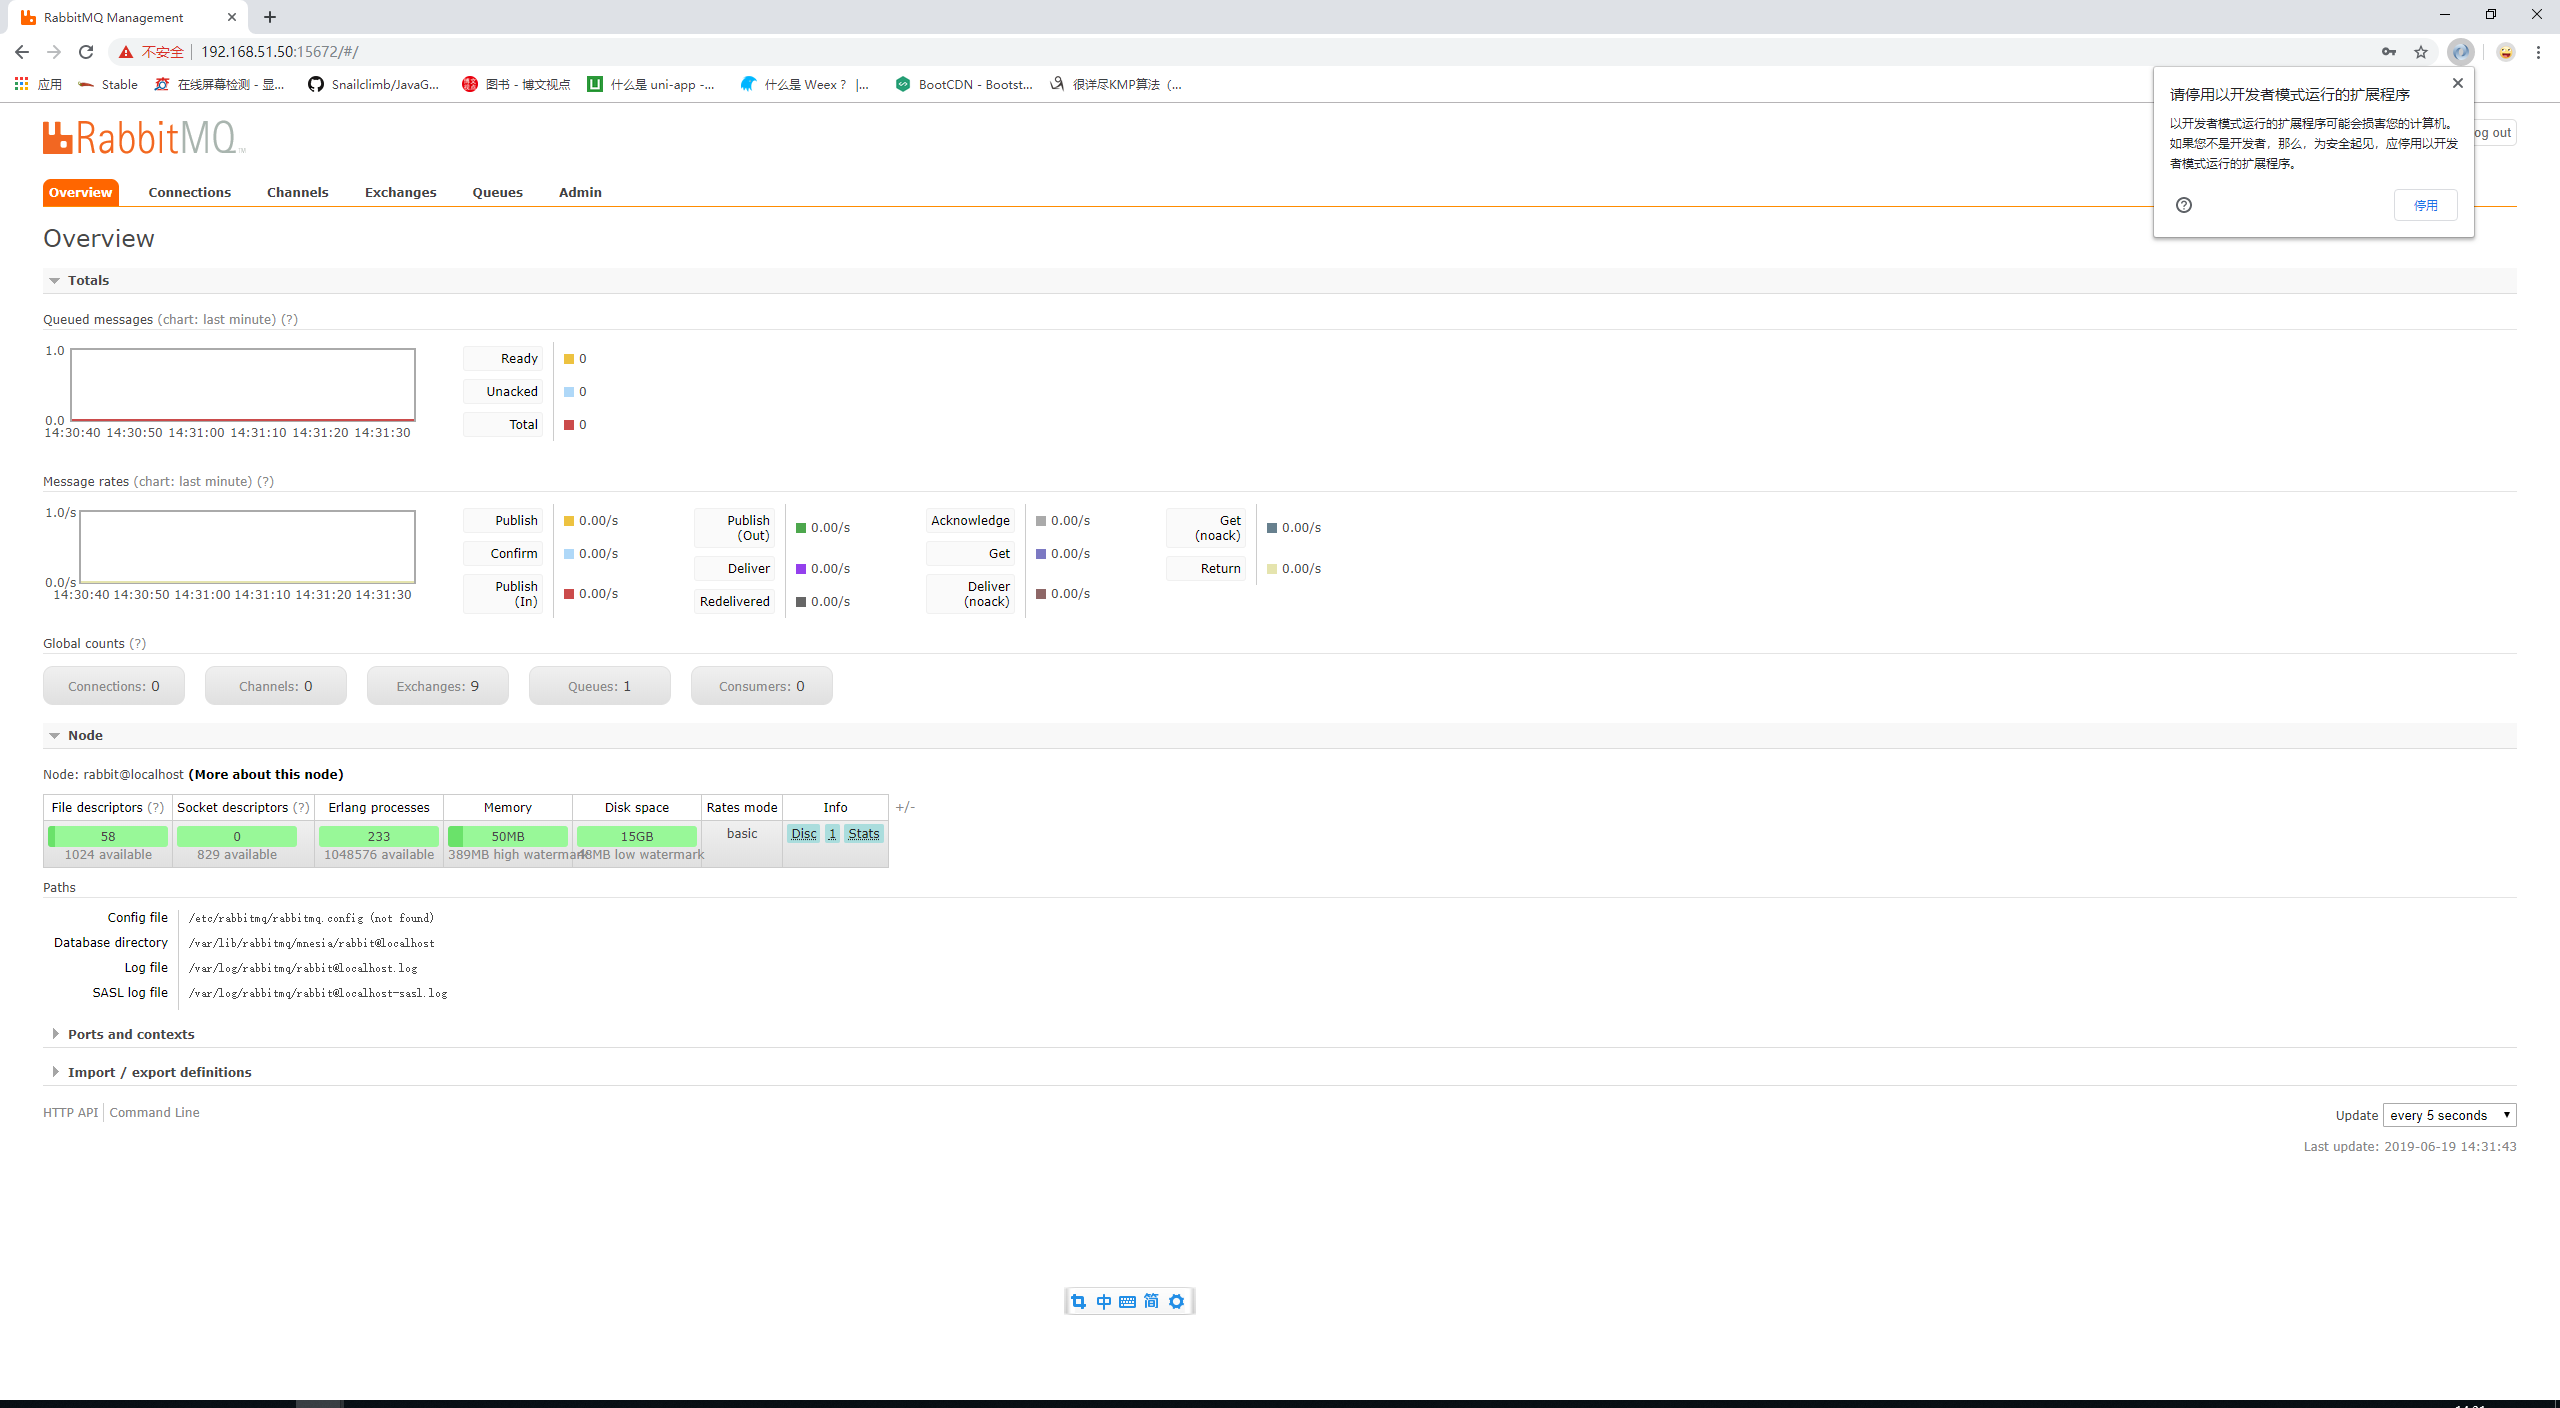 RabbitMQ Management
不安全 192.168.51.50:15672/#/
应用 Stable 在线屏幕检测 - 显... Snailclimb/JavaG... 图书 - 博文视点 什么是 uni-app -... 什么是 Weex ？ |... BootCDN - Bootst... 很详尽KMP算法（...
请停用以开发者模式运行的扩展程序
以开发者模式运行的扩展程序可能会损害您的计算机。
如果您不是开发者，那么，为安全起见，应停用以开发
者模式运行的扩展程序。
停用
og out
RabbitMQ TM
Overview Connections Channels Exchanges Queues Admin
Overview
Totals
Queued messages (chart: last minute) (?)
1.0
0.0
14:30:40 14:30:50 14:31:00 14:31:10 14:31:20 14:31:30
Ready 0
Unacked 0
Total 0
Message rates (chart: last minute) (?)
1.0/s
0.0/s
14:30:40 14:30:50 14:31:00 14:31:10 14:31:20 14:31:30
Publish 0.00/s
Confirm 0.00/s
Publish (In) 0.00/s
Publish (Out) 0.00/s
Deliver 0.00/s
Redelivered 0.00/s
Acknowledge 0.00/s
Get 0.00/s
Deliver (noack) 0.00/s
Get (noack) 0.00/s
Return 0.00/s
Global counts (?)
Connections: 0 Channels: 0 Exchanges: 9 Queues: 1 Consumers: 0
Node
Node: rabbit@localhost (More about this node)
File descriptors (?) Socket descriptors (?) Erlang processes Memory Disk space Rates mode Info +/-
58 0 233 50MB 15GB basic Disc 1 Stats
1024 available 829 available 1048576 available 389MB high watermark 48MB low watermark
Paths
Config file /etc/rabbitmq/rabbitmq.config (not found)
Database directory /var/lib/rabbitmq/mnesia/rabbit@localhost
Log file /var/log/rabbitmq/rabbit@localhost.log
SASL log file /var/log/rabbitmq/rabbit@localhost-sasl.log
Ports and contexts
Import / export definitions
HTTP API Command Line
Update every 5 seconds
Last update: 2019-06-19 14:31:43
中 简